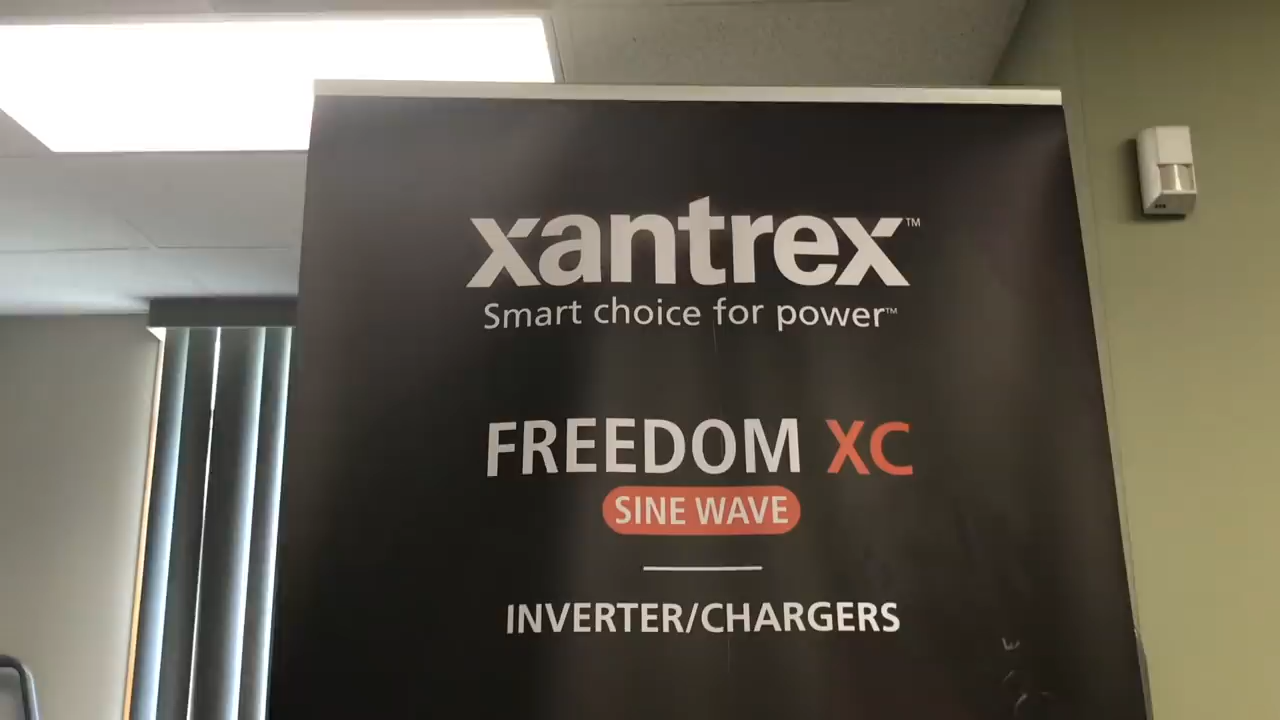 xantrex™
Smart choice for power™
FREEDOM XC
SINE WAVE
INVERTER/CHARGERS